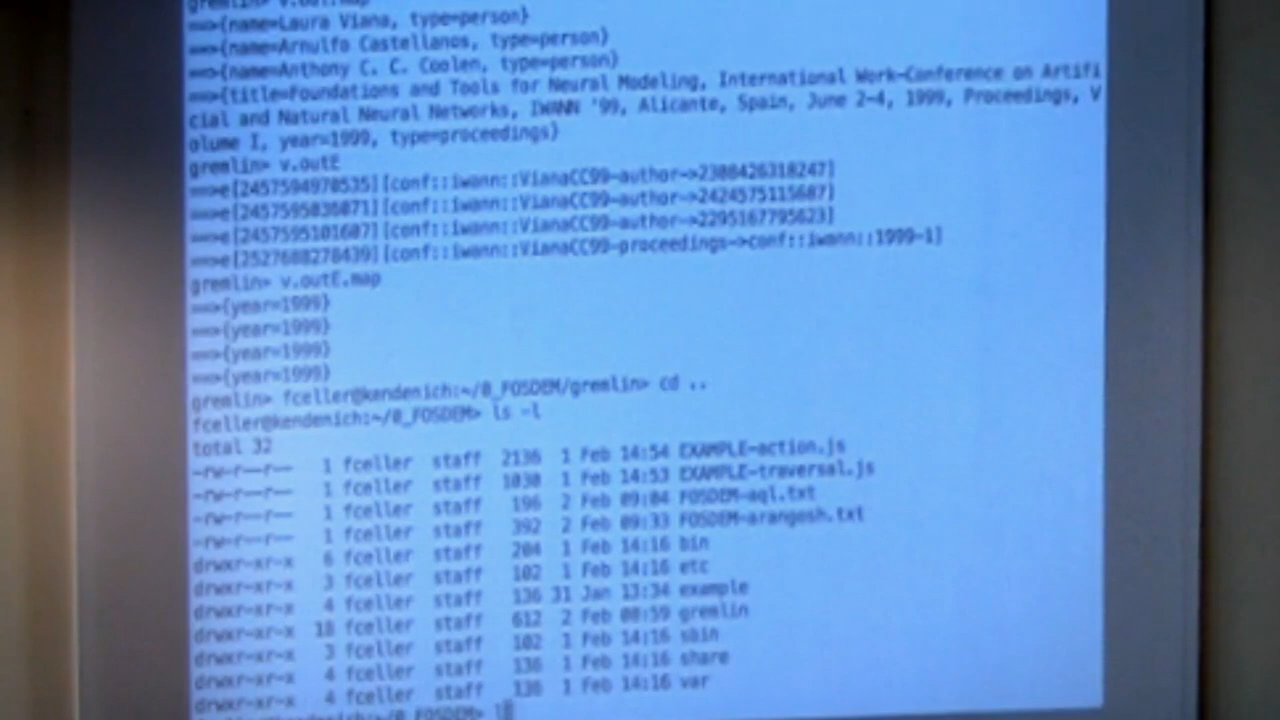 gremlin> v.out.map
==>{name=Laura Viana, type=person}
==>{name=Arnulfo Castellanos, type=person}
==>{name=Anthony C. C. Coolen, type=person}
==>{title=Foundations and Tools for Neural Modeling, International Work-Conference on Artifi
cial and Natural Neural Networks, IWANN '99, Alicante, Spain, June 2-4, 1999, Proceedings, V
olume I, year=1999, type=proceedings}
gremlin> v.outE
==>e[2457594970535][conf::iwann::VianaCC99-author->2308426318247]
==>e[2457595036071][conf::iwann::VianaCC99-author->2424575115687]
==>e[2457595101607][conf::iwann::VianaCC99-author->2295167795623]
==>e[2527688278439][conf::iwann::VianaCC99-proceedings->conf::iwann::1999-1]
gremlin> v.outE.map
==>{year=1999}
==>{year=1999}
==>{year=1999}
==>{year=1999}
gremlin> fceller@kendenich:~/0_FOSDEM/gremlin> cd ..
fceller@kendenich:~/0_FOSDEM> ls -l
total 32
-rw-r--r-- 1 fceller staff 2136 1 Feb 14:54 EXAMPLE-action.js
-rw-r--r-- 1 fceller staff 1030 1 Feb 14:53 EXAMPLE-traversal.js
-rw-r--r-- 1 fceller staff 196 2 Feb 09:04 FOSDEM-aql.txt
-rw-r--r-- 1 fceller staff 392 2 Feb 09:33 FOSDEM-arangosh.txt
drwxr-xr-x 6 fceller staff 204 1 Feb 14:16 bin
drwxr-xr-x 3 fceller staff 102 1 Feb 14:16 etc
drwxr-xr-x 4 fceller staff 136 31 Jan 13:34 example
drwxr-xr-x 18 fceller staff 612 2 Feb 08:59 gremlin
drwxr-xr-x 3 fceller staff 102 1 Feb 14:16 sbin
drwxr-xr-x 4 fceller staff 136 1 Feb 14:16 share
drwxr-xr-x 4 fceller staff 136 1 Feb 14:16 var
fceller@kendenich:~/0_FOSDEM> l